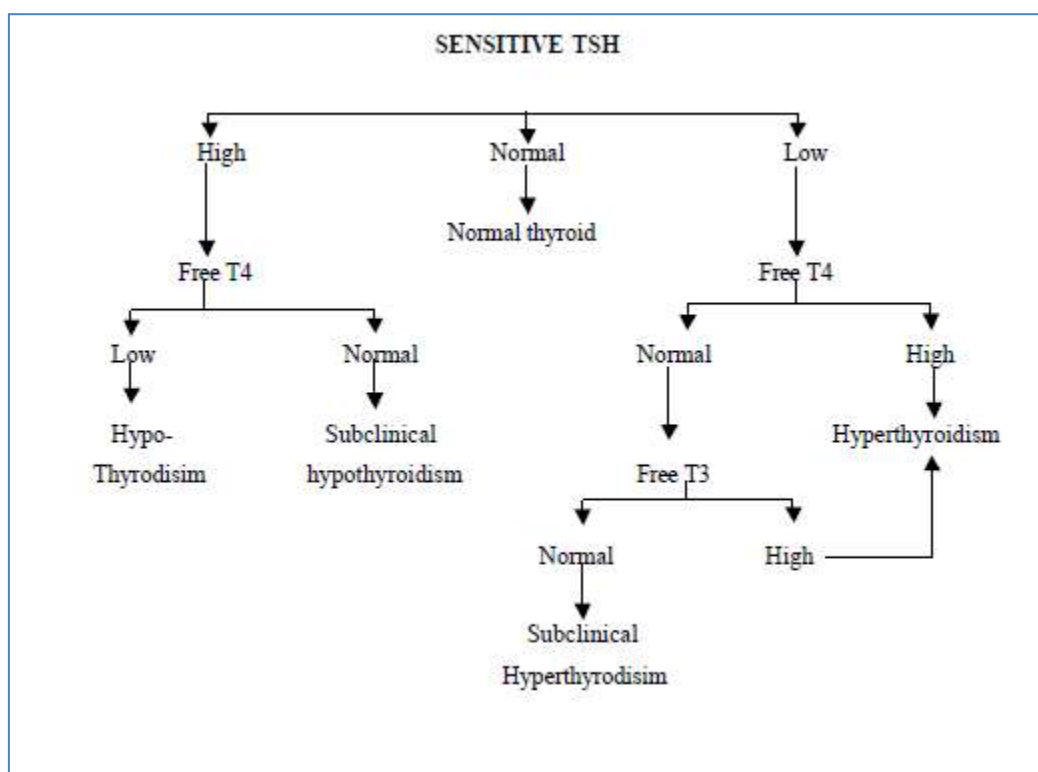 SENSITIVE TSH
High Normal Low
Normal thyroid
Free T4 Free T4
Low Normal Normal High
Hypo- Subclinical Hyperthyroidism
Thyrodisim hypothyroidism Free T3
Normal High
Subclinical
Hyperthyrodisim